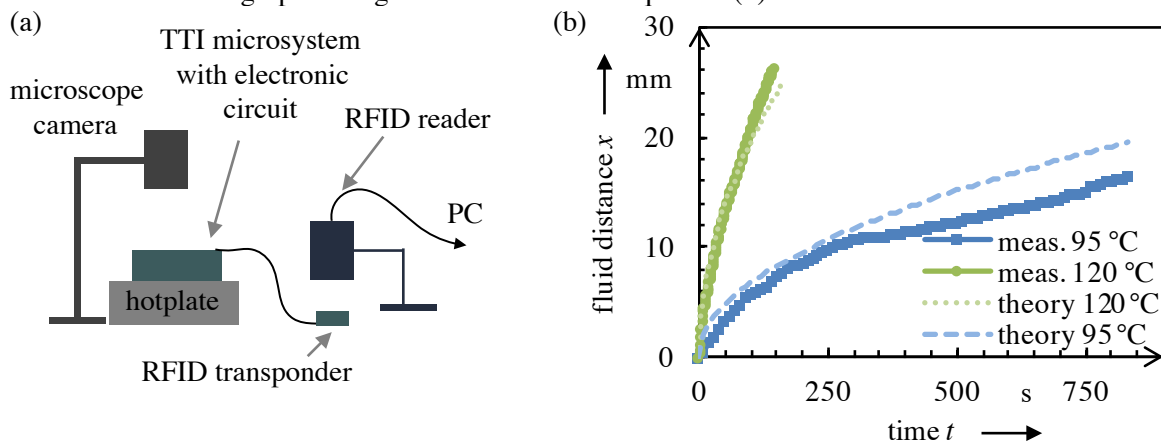 (a)
TTI microsystem
with electronic
circuit
microscope
camera
RFID reader
PC
hotplate
RFID transponder
(b)
30
mm
20
10
0
fluid distance x
meas. 95 °C
meas. 120 °C
theory 120 °C
theory 95 °C
0 250 500 s 750
time t